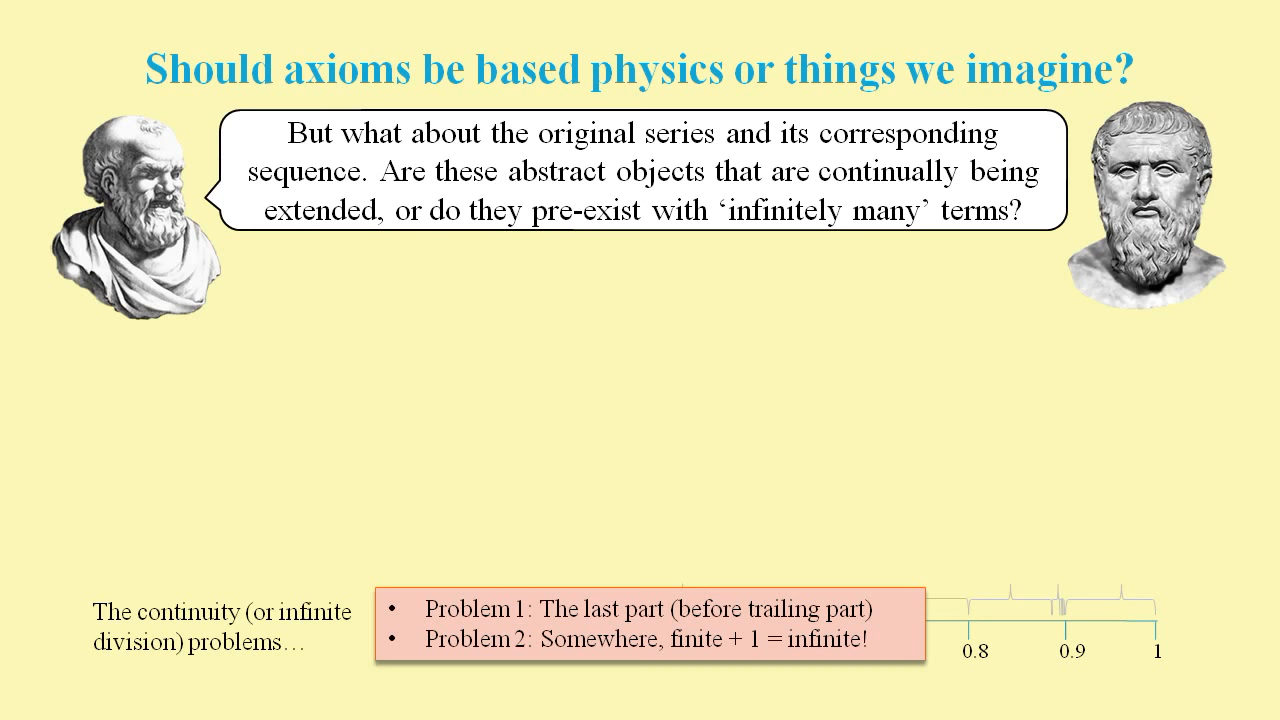 Should axioms be based physics or things we imagine?
But what about the original series and its corresponding
sequence. Are these abstract objects that are continually being
extended, or do they pre-exist with ‘infinitely many’ terms?
The continuity (or infinite
division) problems…
• Problem 1: The last part (before trailing part)
• Problem 2: Somewhere, finite + 1 = infinite!
0.8 0.9 1